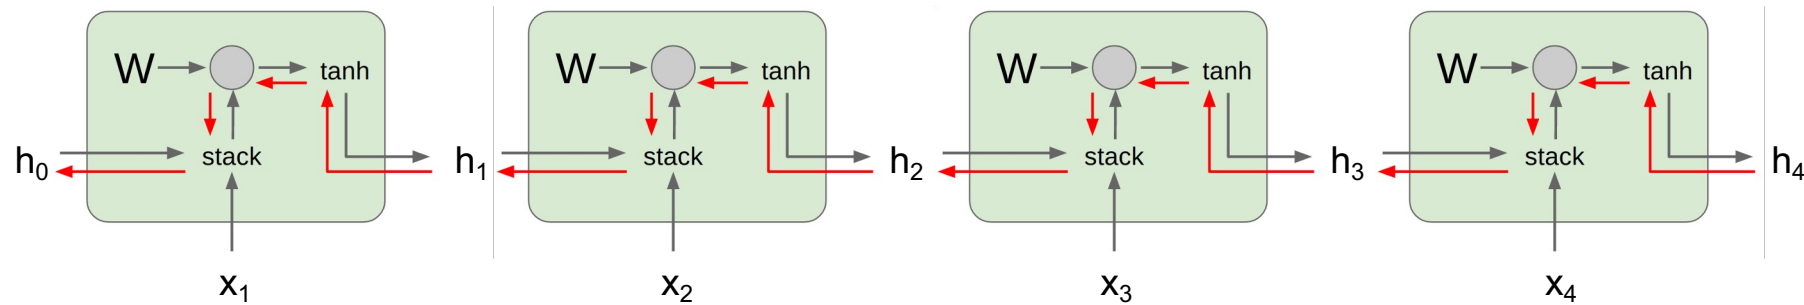 W tanh W tanh W tanh W tanh
h₀ stack h₁ stack h₂ stack h₃ stack h₄
x₁ x₂ x₃ x₄